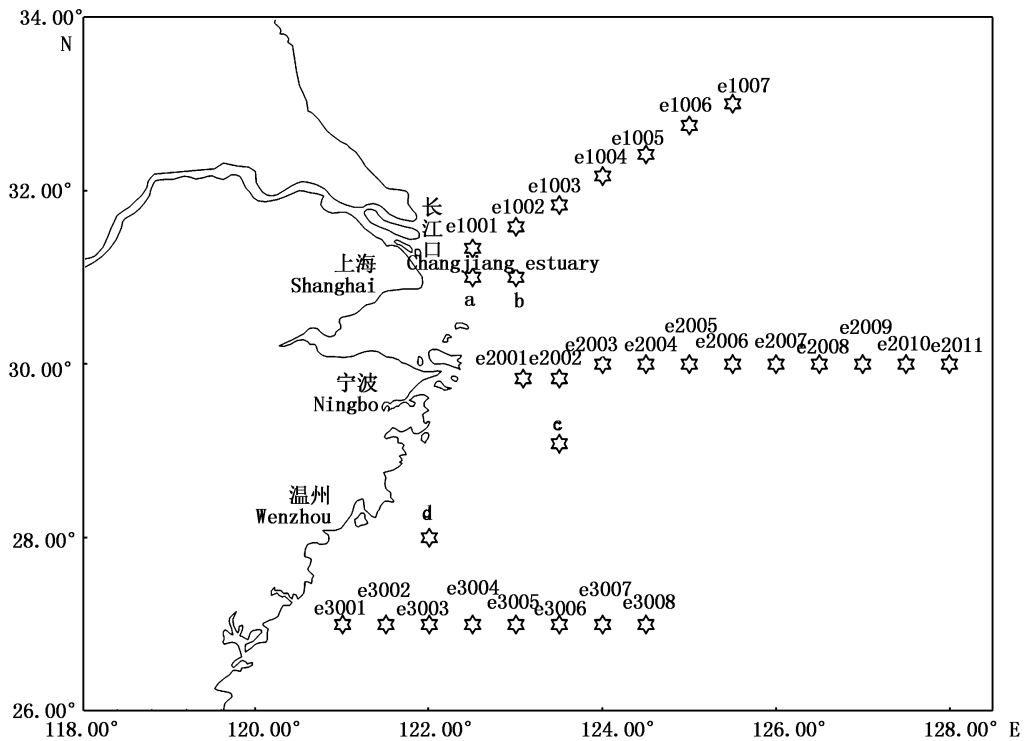 34.00°
N
e1007
e1006
e1005
e1004
e1003
e1002
e1001
32.00°
长
江
口
Changjiang estuary
上海
Shanghai
a
b
e2001
e2002
e2003
e2004
e2005
e2006
e2007
e2008
e2009
e2010
e2011
30.00°
宁波
Ningbo
c
温州
Wenzhou
d
28.00°
e3001
e3002
e3003
e3004
e3005
e3006
e3007
e3008
26.00°
118.00°
120.00°
122.00°
124.00°
126.00°
128.00°
E